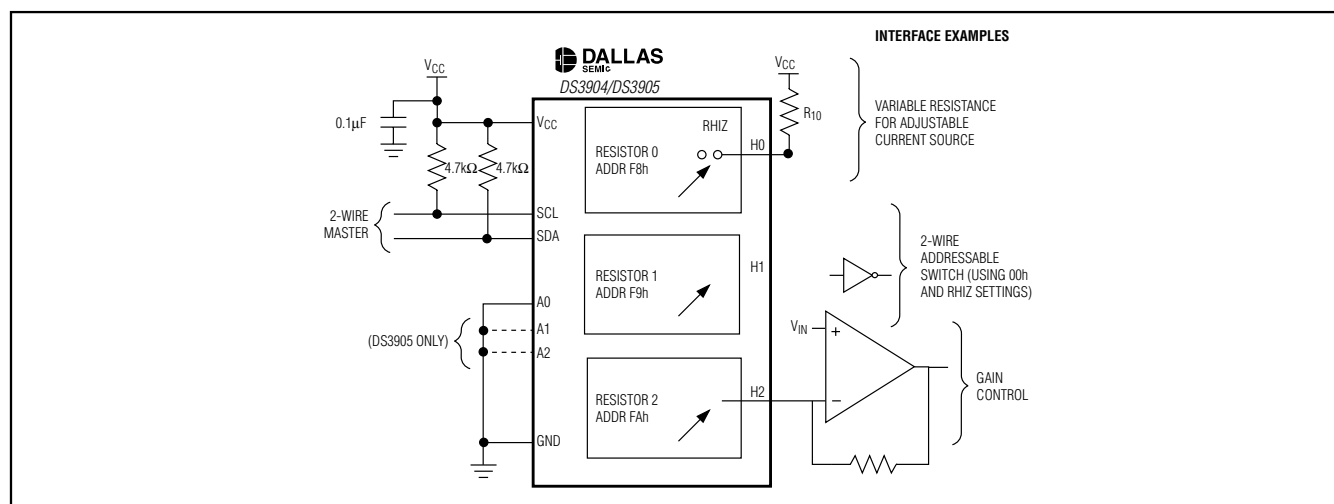 INTERFACE EXAMPLES
DALLAS
SEMIC
DS3904/DS3905
VCC
0.1µF
4.7kΩ
4.7kΩ
2-WIRE
MASTER
(DS3905 ONLY)
VCC
SCL
SDA
A0
A1
A2
GND
RESISTOR 0
ADDR F8h
RHIZ
H0
RESISTOR 1
ADDR F9h
H1
RESISTOR 2
ADDR FAh
H2
VCC
R10
VARIABLE RESISTANCE
FOR ADJUSTABLE
CURRENT SOURCE
2-WIRE
ADDRESSABLE
SWITCH (USING 00h
AND RHIZ SETTINGS)
VIN
+
−
GAIN
CONTROL